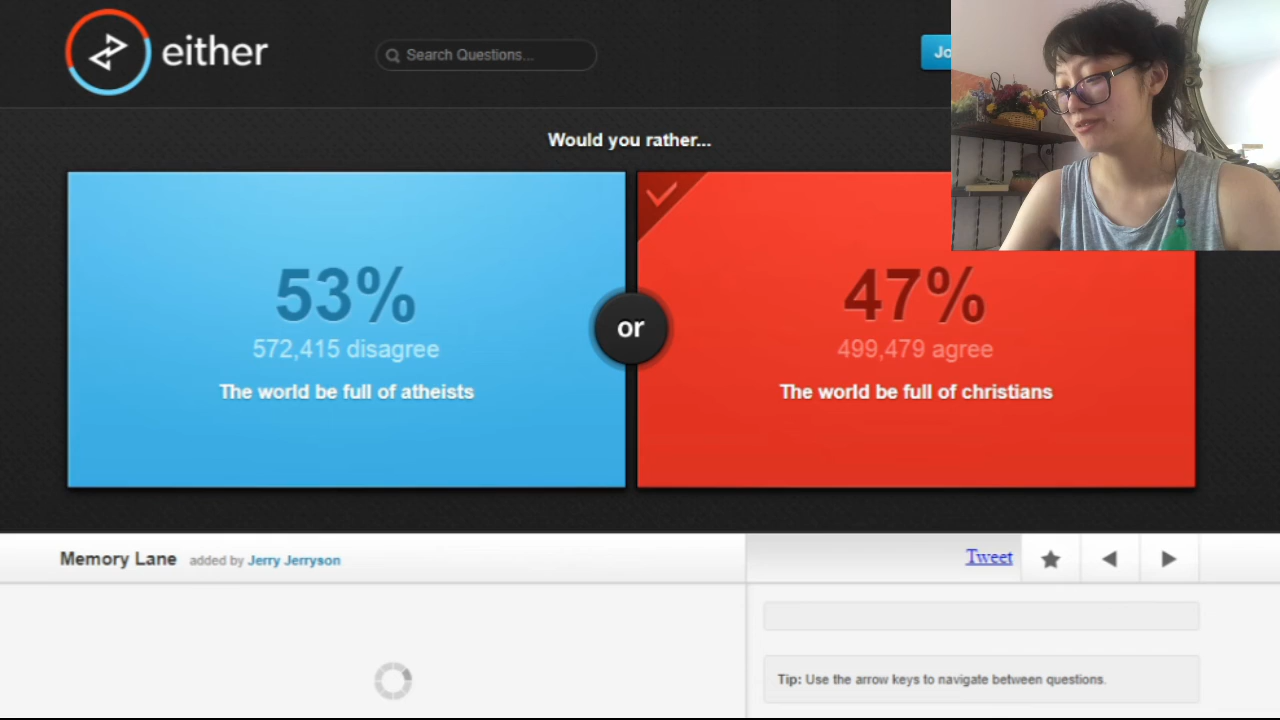 either
Search Questions...
Would you rather...
53%
572,415 disagree
The world be full of atheists
or
47%
499,479 agree
The world be full of christians
Memory Lane added by Jerry Jerryson
Tweet
Tip: Use the arrow keys to navigate between questions.